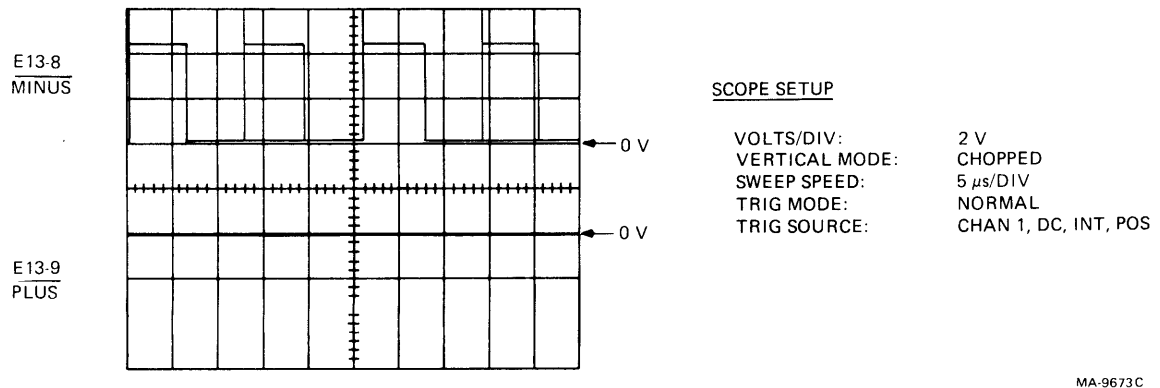 E13-8
MINUS
0 V
0 V
E13-9
PLUS
SCOPE SETUP
VOLTS/DIV: 2 V
VERTICAL MODE: CHOPPED
SWEEP SPEED: 5 µs/DIV
TRIG MODE: NORMAL
TRIG SOURCE: CHAN 1, DC, INT, POS
MA-9673C